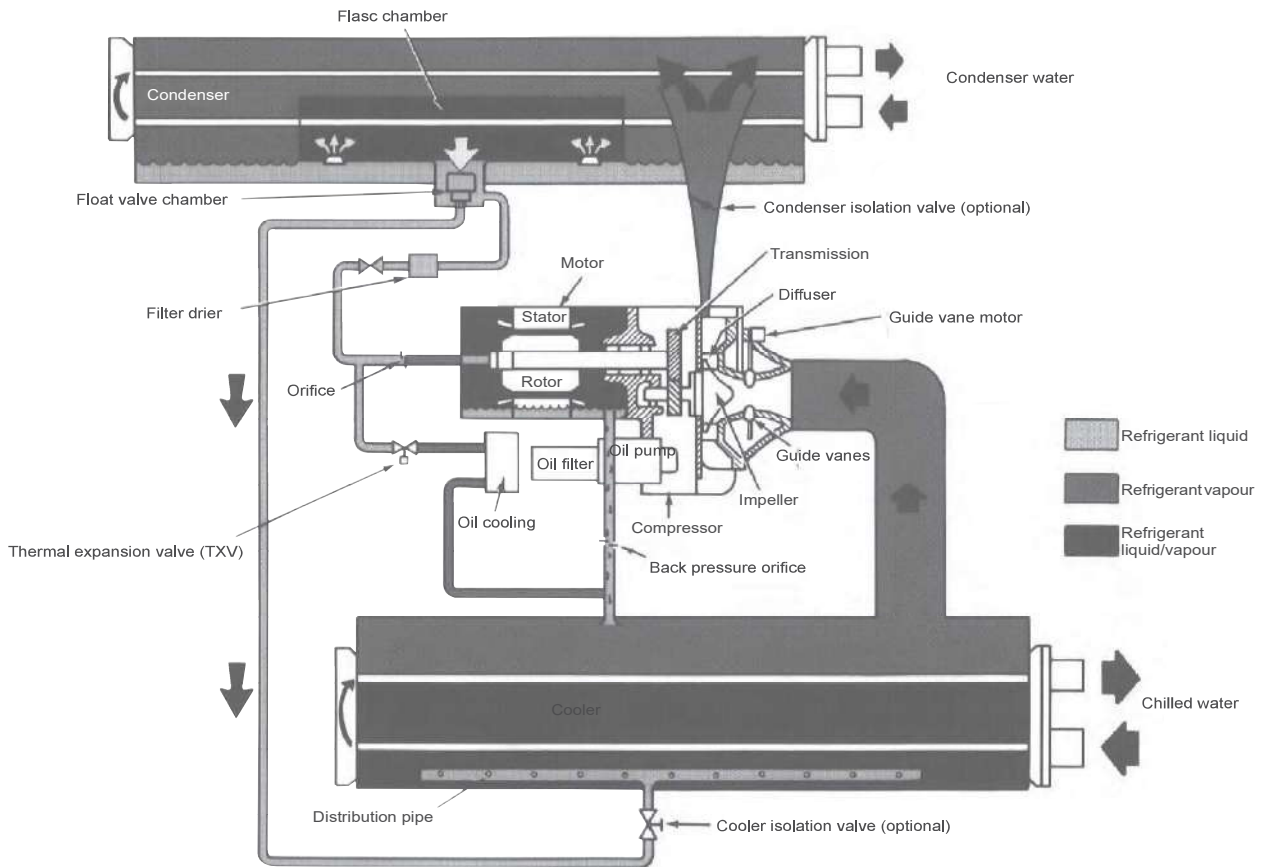 Flasc chamber
Condenser
Condenser water
Float valve chamber
Condenser isolation valve (optional)
Transmission
Motor
Diffuser
Filter drier
Stator
Guide vane motor
Orifice
Rotor
Refrigerant liquid
Guide vanes
Oil pump
Oil filter
Refrigerant vapour
Impeller
Oil cooling
Compressor
Refrigerant
liquid/vapour
Thermal expansion valve (TXV)
Back pressure orifice
Cooler
Chilled water
Distribution pipe
Cooler isolation valve (optional)